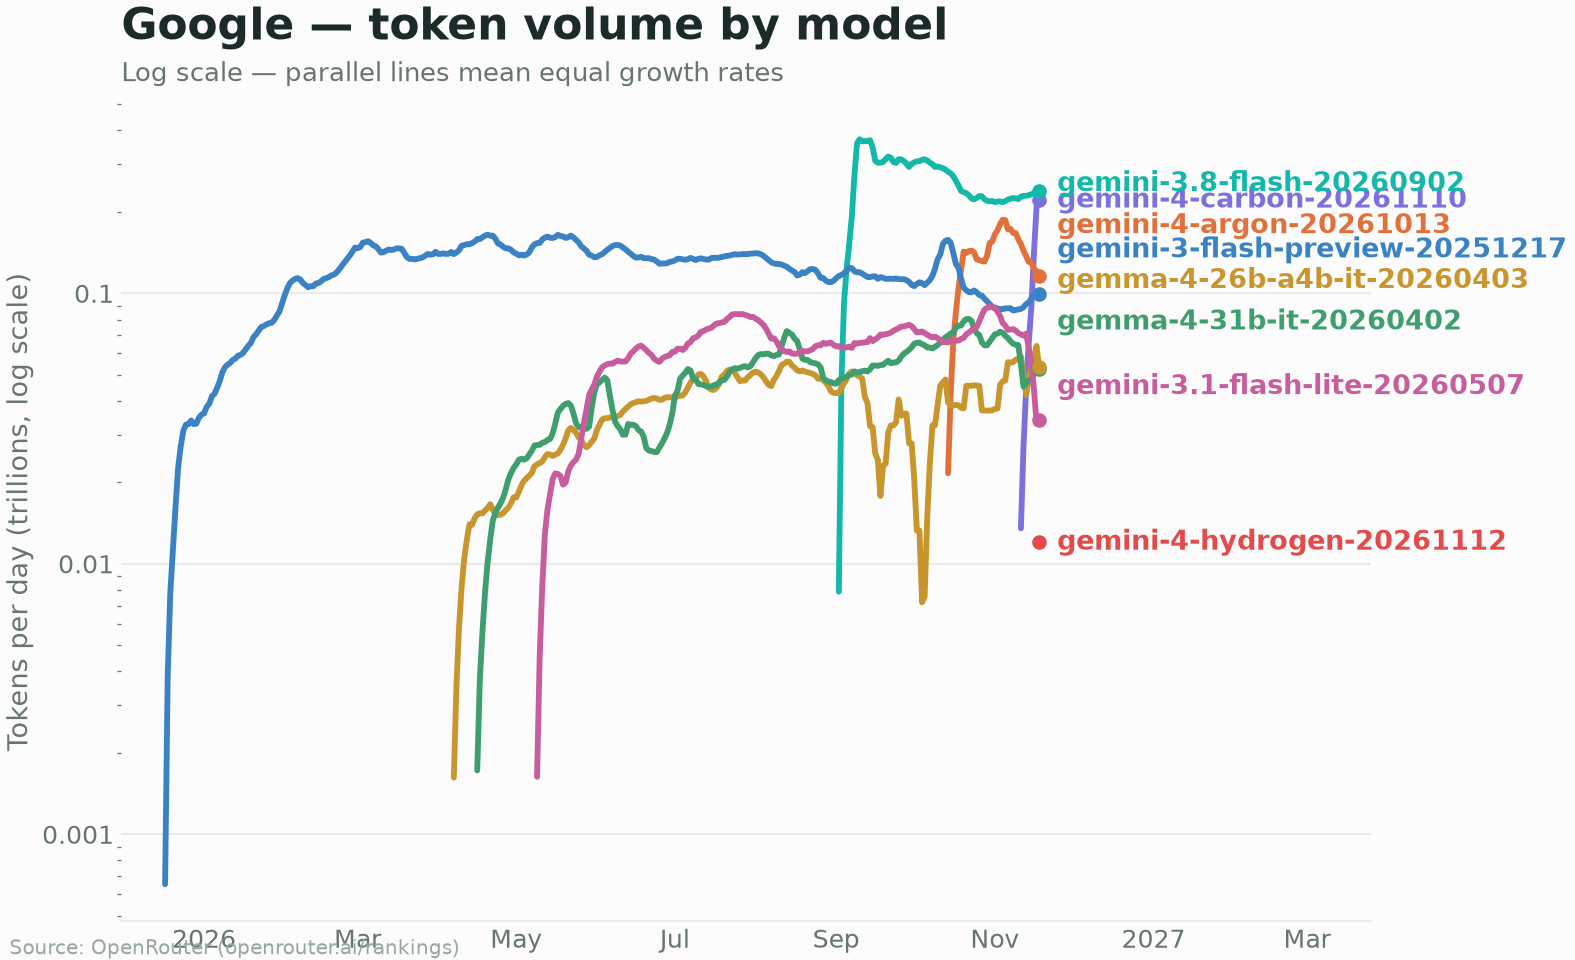 Google — token volume by model
Log scale — parallel lines mean equal growth rates
Tokens per day (trillions, log scale)
0.1
0.01
0.001
gemini-3.8-flash-20260902
gemini-4-carbon-20261110
gemini-4-argon-20261013
gemini-3-flash-preview-20251217
gemma-4-26b-a4b-it-20260403
gemma-4-31b-it-20260402
gemini-3.1-flash-lite-20260507
gemini-4-hydrogen-20261112
2026 Mar May Jul Sep Nov 2027 Mar
Source: OpenRouter (openrouter.ai/rankings)